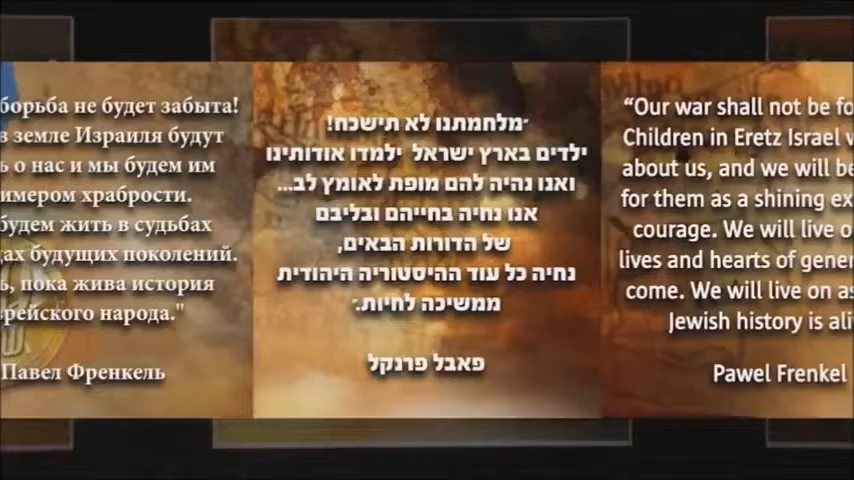 борьба не будет забыта!
в земле Израиля будут
о нас и мы будем им
имером храбрости.
будем жить в судьбах
цах будущих поколений.
ь, пока жива история
рейского народа."
Павел Френкель
״מלחמתנו לא תישכח!
ילדים בארץ ישראל ילמדו אודותינו
ואנו נהיה להם מופת לאומץ לב...
אנו נחיה בחייהם ובליבם
של הדורות הבאים,
נחיה כל עוד ההיסטוריה היהודית
ממשיכה לחיות.״
פאבל פרנקל
“Our war shall not be fo
Children in Eretz Israel
about us, and we will be
for them as a shining ex
courage. We will live o
lives and hearts of gener
come. We will live on as
Jewish history is ali
Pawel Frenkel